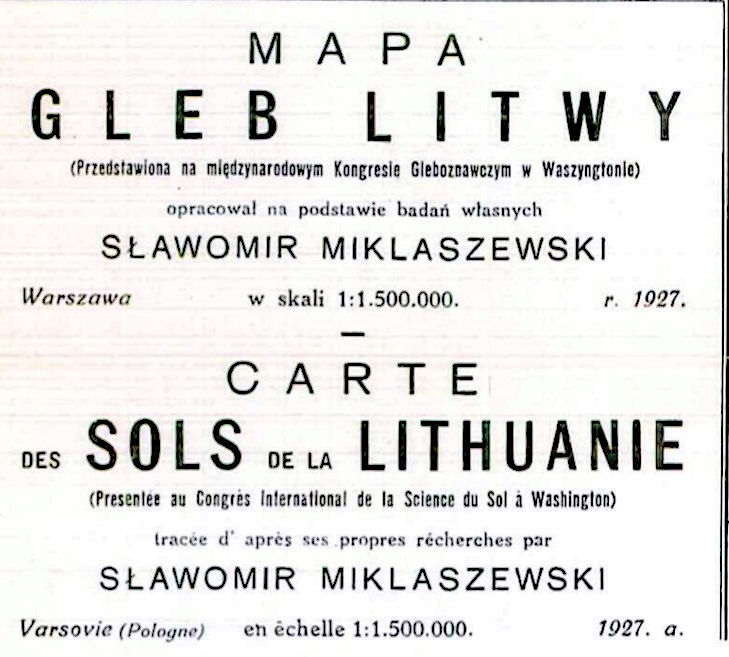 MAPA
GLEB LITWY
(Przedstawiona na międzynarodowym Kongresie Gleboznawczym w Waszyngtonie)
opracował na podstawie badań własnych
SŁAWOMIR MIKLASZEWSKI
Warszawa w skali 1:1.500.000. r. 1927.
CARTE
DES SOLS DE LA LITHUANIE
(Presentée au Congrès International de la Science du Sol à Washington)
tracée d' après ses propres récherches par
SŁAWOMIR MIKLASZEWSKI
Varsovie (Pologne) en échelle 1:1.500.000. 1927. a.